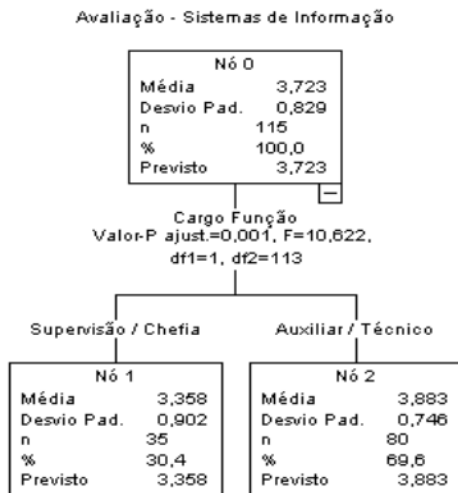 Avaliação - Sistemas de Informação
Nó 0
Média 3,723
Desvio Pad. 0,829
n 115
% 100,0
Previsto 3,723
Cargo Função
Valor-P ajust.=0,001, F=10,622,
df1=1, df2=113
Supervisão / Chefia
Auxiliar / Técnico
Nó 1
Média 3,358
Desvio Pad. 0,902
n 35
% 30,4
Previsto 3,358
Nó 2
Média 3,883
Desvio Pad. 0,746
n 80
% 69,6
Previsto 3,883